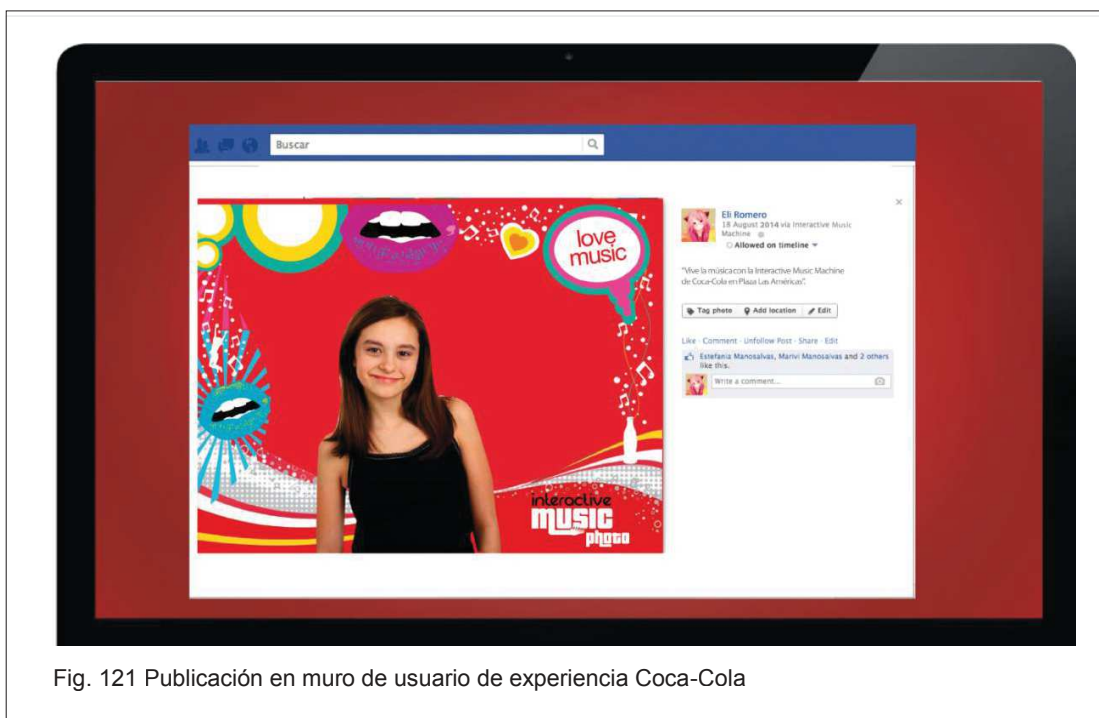 Buscar
love
music
interactive
music
photo
Eli Romero
18 August 2014 via Interactive Music
Machine
Allowed on timeline
"Vive la música con la Interactive Music Machine
de Coca-Cola en Plaza Las Américas".
Tag photo Add location Edit
Like · Comment · Unfollow Post · Share · Edit
Estefania Manosalvas, Marivi Manosalvas and 2 others
like this.
Write a comment...
Fig. 121 Publicación en muro de usuario de experiencia Coca-Cola